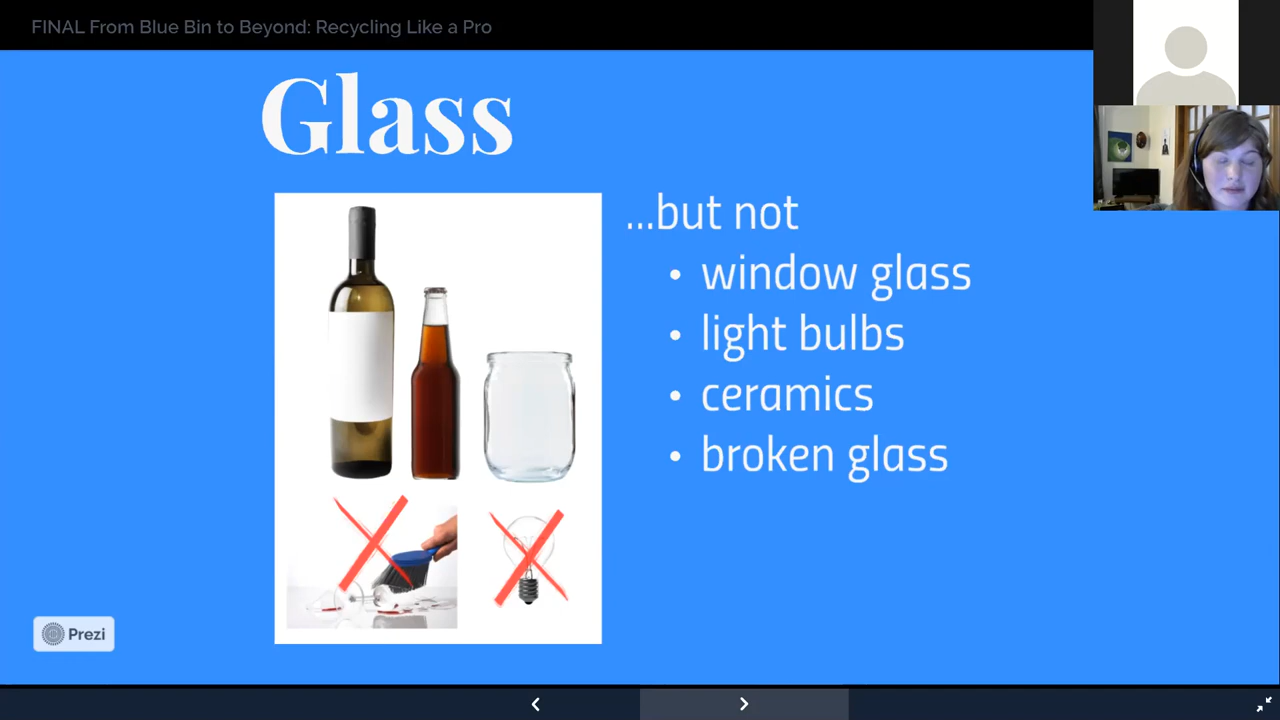 FINAL From Blue Bin to Beyond: Recycling Like a Pro
Glass
...but not
• window glass
• light bulbs
• ceramics
• broken glass
Prezi